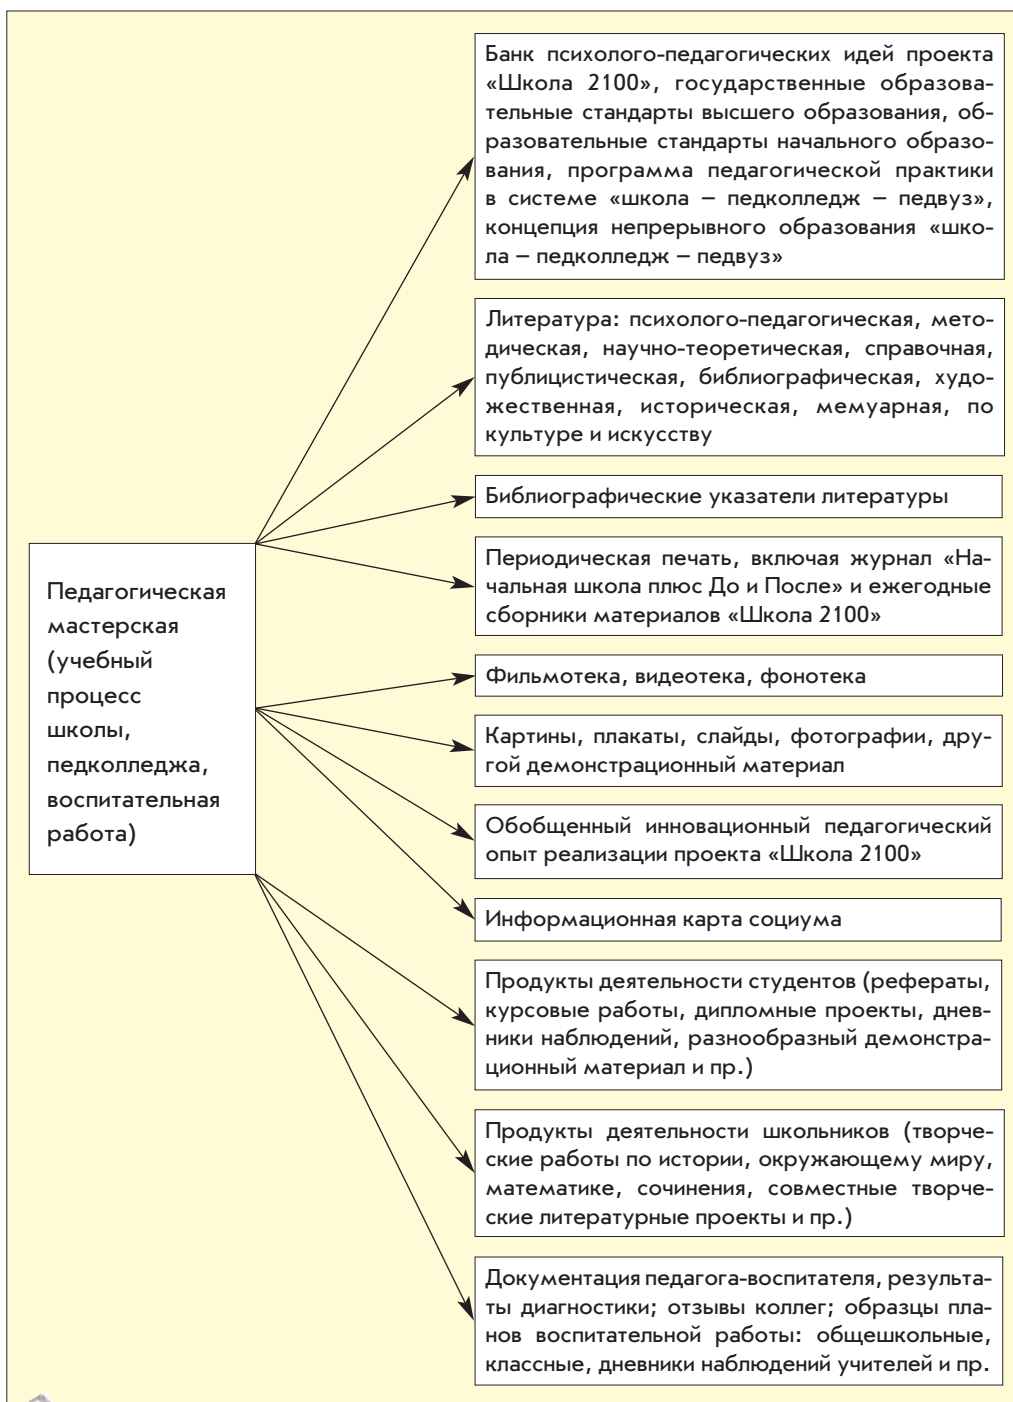 Банк психолого-педагогических идей проекта
«Школа 2100», государственные образова-
тельные стандарты высшего образования, об-
разовательные стандарты начального образо-
вания, программа педагогической практики
в системе «школа – педколледж – педвуз»,
концепция непрерывного образования «шко-
ла – педколледж – педвуз»
Литература: психолого-педагогическая, мето-
дическая, научно-теоретическая, справочная,
публицистическая, библиографическая, худо-
жественная, историческая, мемуарная, по
культуре и искусству
Библиографические указатели литературы
Периодическая печать, включая журнал «На-
чальная школа плюс До и После» и ежегодные
сборники материалов «Школа 2100»
Педагогическая
мастерская
(учебный
процесс
школы,
педколледжа,
воспитательная
работа)
Фильмотека, видеотека, фонотека
Картины, плакаты, слайды, фотографии, дру-
гой демонстрационный материал
Обобщенный инновационный педагогический
опыт реализации проекта «Школа 2100»
Информационная карта социума
Продукты деятельности студентов (рефераты,
курсовые работы, дипломные проекты, днев-
ники наблюдений, разнообразный демонстра-
ционный материал и пр.)
Продукты деятельности школьников (творче-
ские работы по истории, окружающему миру,
математике, сочинения, совместные творче-
ские литературные проекты и пр.)
Документация педагога-воспитателя, результа-
ты диагностики; отзывы коллег; образцы пла-
нов воспитательной работы: общешкольные,
классные, дневники наблюдений учителей и пр.